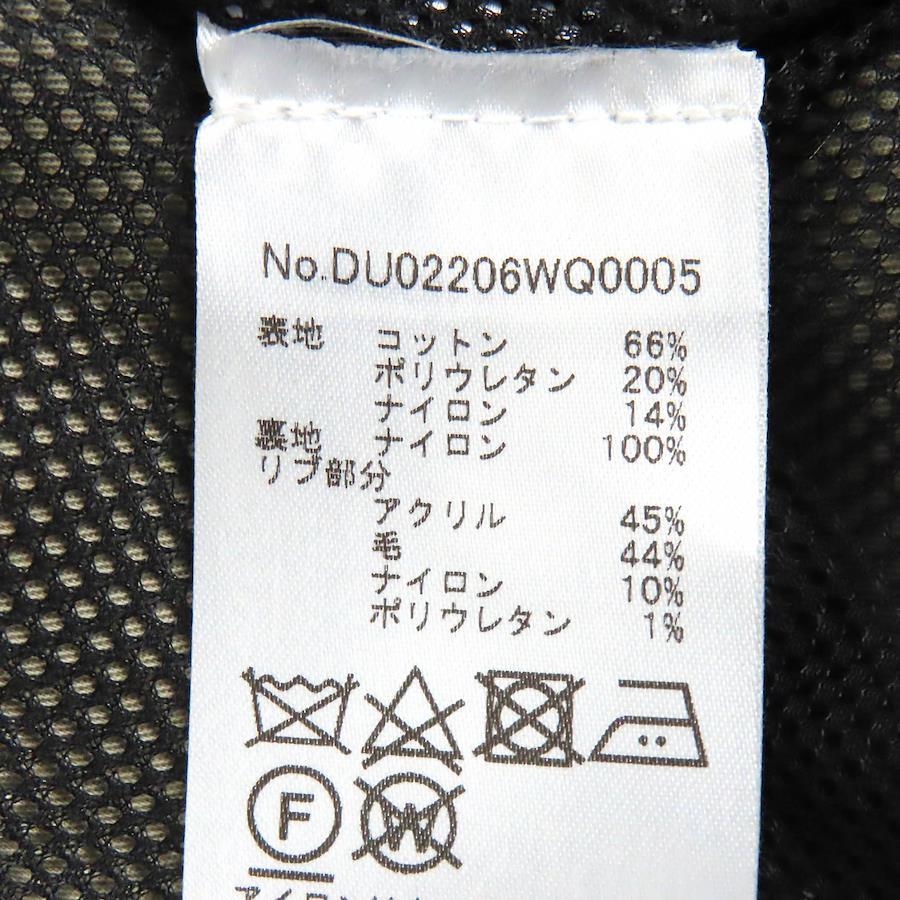 No.DU02206WQ0005
表地 コットン 66%
ポリウレタン 20%
ナイロン 14%
裏地 ナイロン 100%
リブ部分
アクリル 45%
毛 44%
ナイロン 10%
ポリウレタン 1%
F W